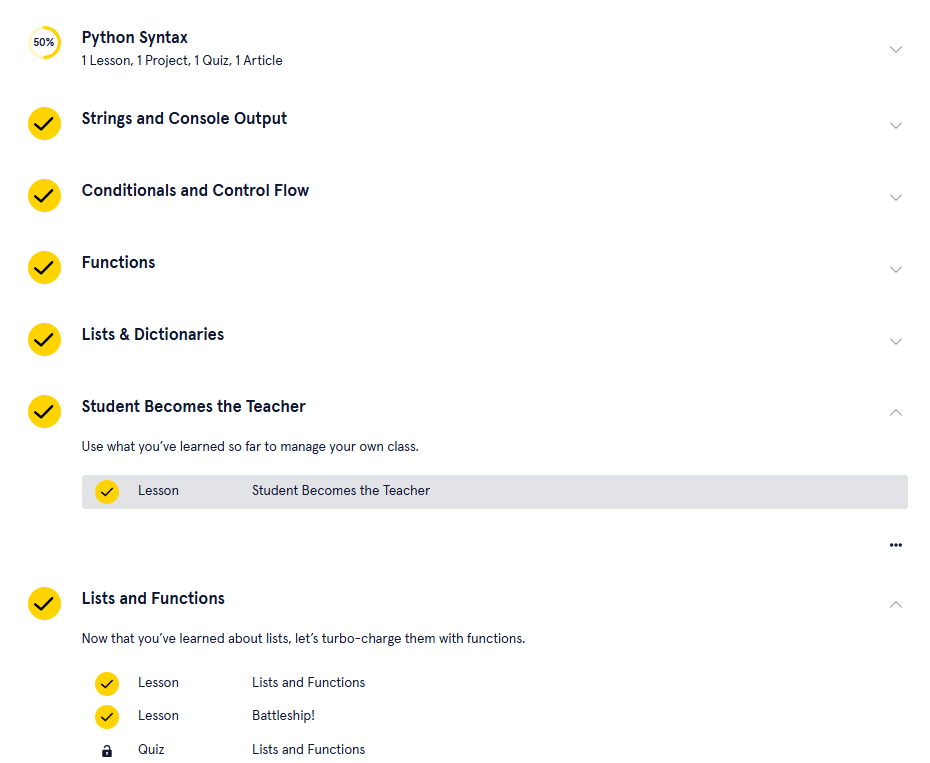 50%
Python Syntax
1 Lesson, 1 Project, 1 Quiz, 1 Article
Strings and Console Output
Conditionals and Control Flow
Functions
Lists & Dictionaries
Student Becomes the Teacher
Use what you’ve learned so far to manage your own class.
Lesson Student Becomes the Teacher
Lists and Functions
Now that you’ve learned about lists, let’s turbo-charge them with functions.
Lesson Lists and Functions
Lesson Battleship!
Quiz Lists and Functions